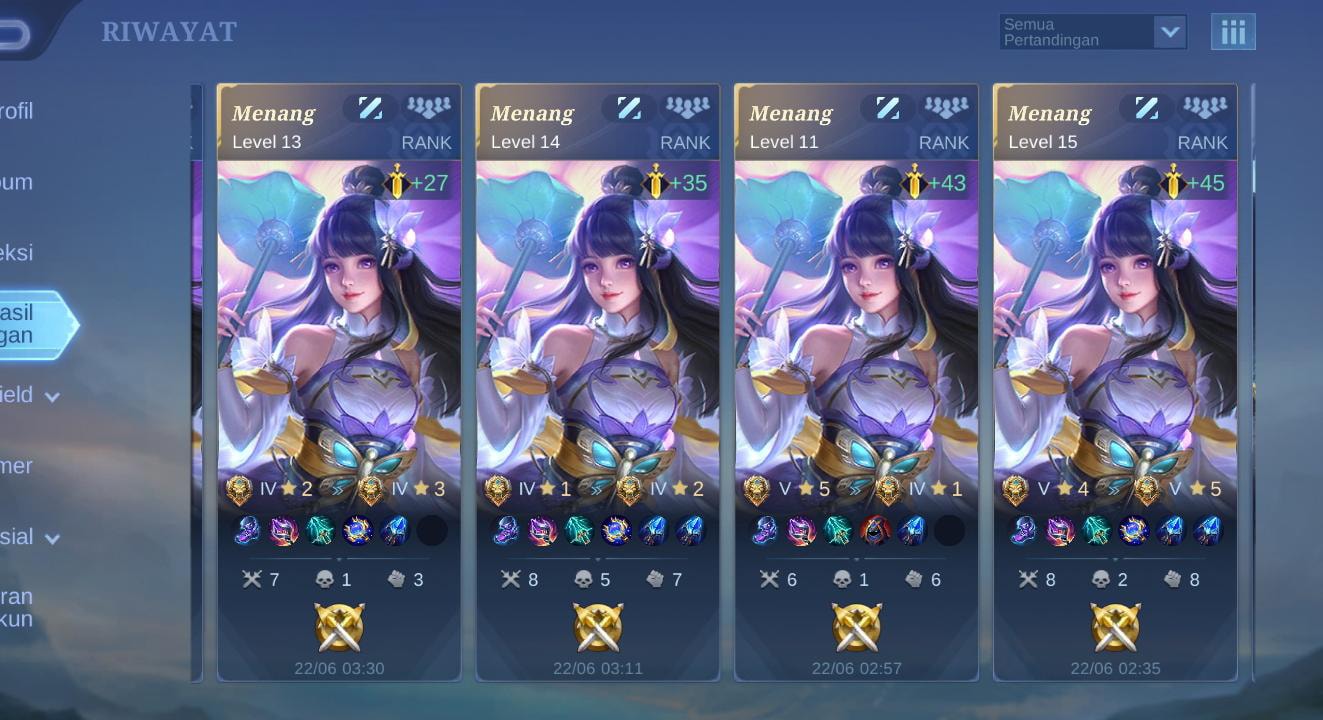 RIWAYAT
Semua
Pertandingan
rofil
bum
eksi
asil
gan
ield
mer
sial
ran
kun
Menang
Level 13
RANK
+27
IV 2 IV 3
7 1 3
22/06 03:30
Menang
Level 14
RANK
+35
IV 1 IV 2
8 5 7
22/06 03:11
Menang
Level 11
RANK
+43
V 5 IV 1
6 1 6
22/06 02:57
Menang
Level 15
RANK
+45
V 4 V 5
8 2 8
22/06 02:35